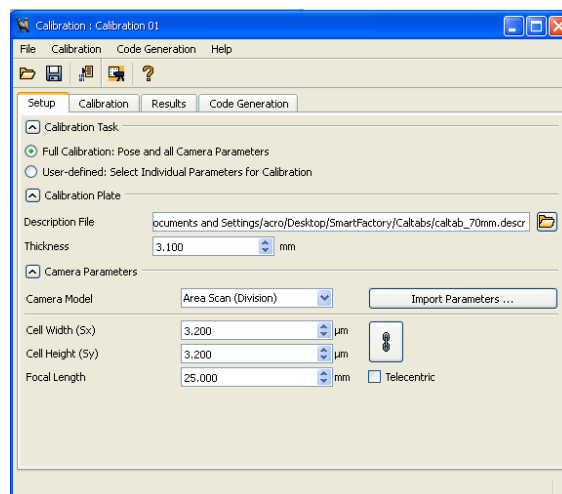 Calibration : Calibration 01
File Calibration Code Generation Help
Setup Calibration Results Code Generation
Calibration Task
Full Calibration: Pose and all Camera Parameters
User-defined: Select Individual Parameters for Calibration
Calibration Plate
Description File ocuments and Settings/acro/Desktop/SmartFactory/Caltabs/caltab_70mm.descr
Thickness 3.100 mm
Camera Parameters
Camera Model Area Scan (Division) Import Parameters ...
Cell Width (Sx) 3.200 µm
Cell Height (Sy) 3.200 µm
Focal Length 25.000 mm Telecentric